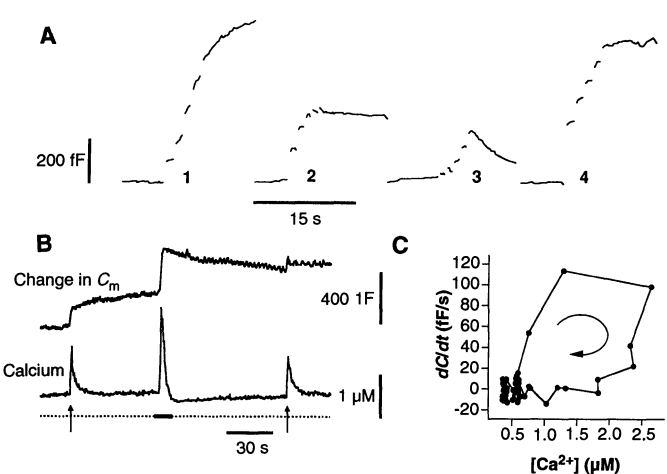 A
200 fF
1
2
3
4
15 s
B
Change in Cm
400 1F
Calcium
1 µM
30 s
C
dC/dt (fF/s)
120
100
80
60
40
20
0
-20
0.5 1.0 1.5 2.0 2.5
[Ca2+] (µM)